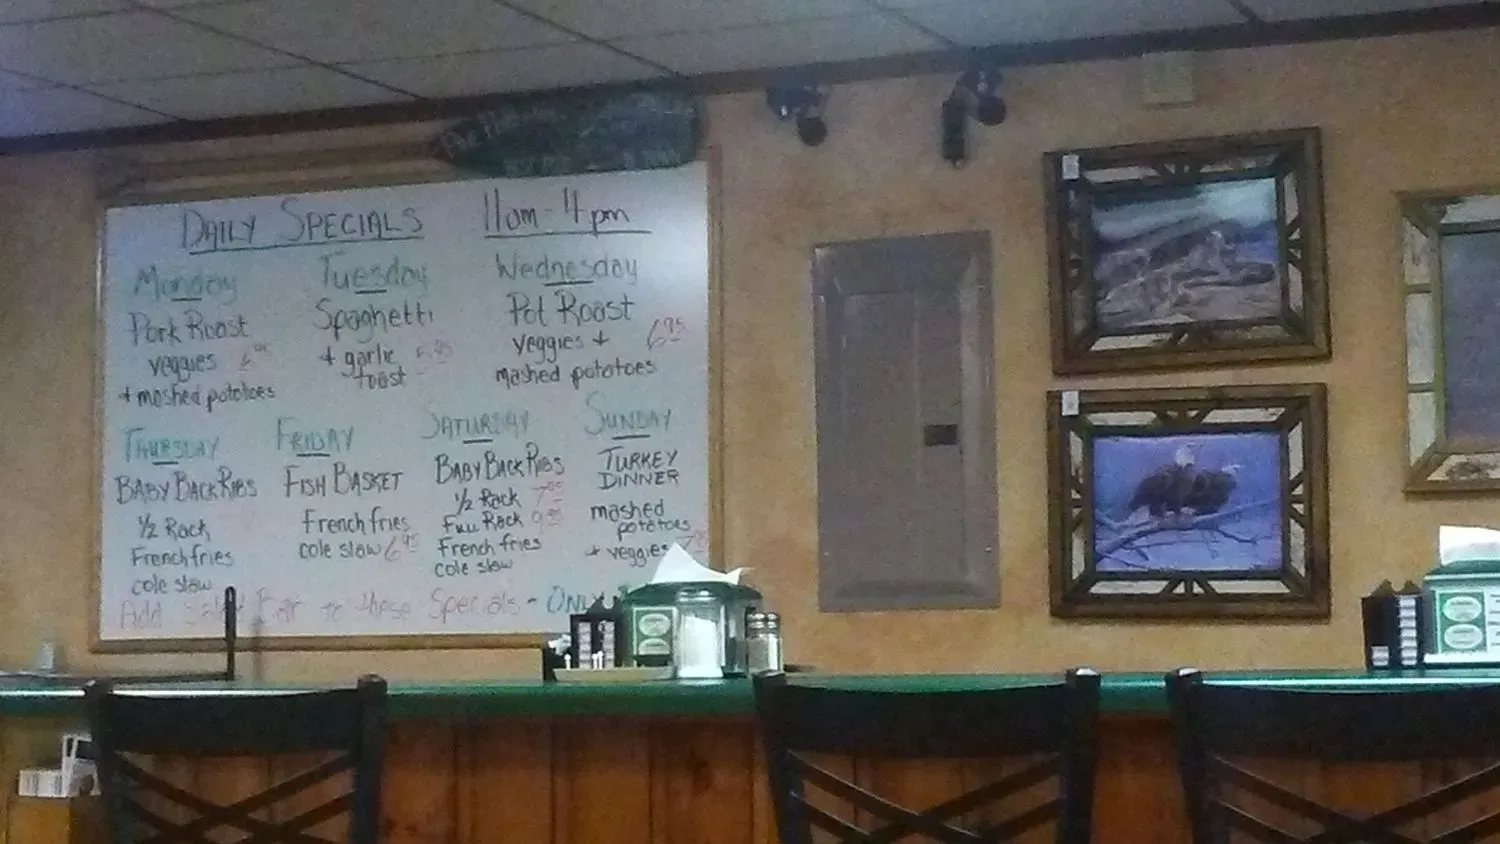 DAILY SPECIALS 11am - 4pm
Monday
Pork Roast
veggies
+ mashed potatoes
Tuesday
Spaghetti
+ garlic 5.95
toast
Wednesday
Pot Roast
veggies + 6.95
mashed potatoes
THURSDAY
BABY BACK RIBS
1/2 Rack
French fries
cole slaw
FRIDAY
FISH BASKET
French fries
cole slaw 6.95
SATURDAY
BABY BACK RIBS
1/2 Rack
Full Rack 9.95
French fries
cole slaw
SUNDAY
TURKEY
DINNER
mashed
potatoes
+ veggies
Add Salad Bar to these Specials - ONLY